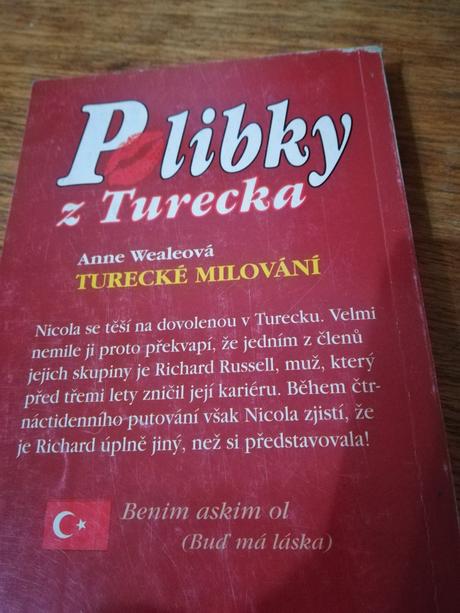 Polibky
z Turecka
Anne Wealeová
TURECKÉ MILOVÁNÍ
Nicola se těší na dovolenou v Turecku. Velmi
nemile ji proto překvapí, že jedním z členů
jejich skupiny je Richard Russell, muž, který
před třemi lety zničil její kariéru. Během čtr-
náctidenního putování však Nicola zjistí, že
je Richard úplně jiný, než si představovala!
Benim askim ol
(Buď má láska)